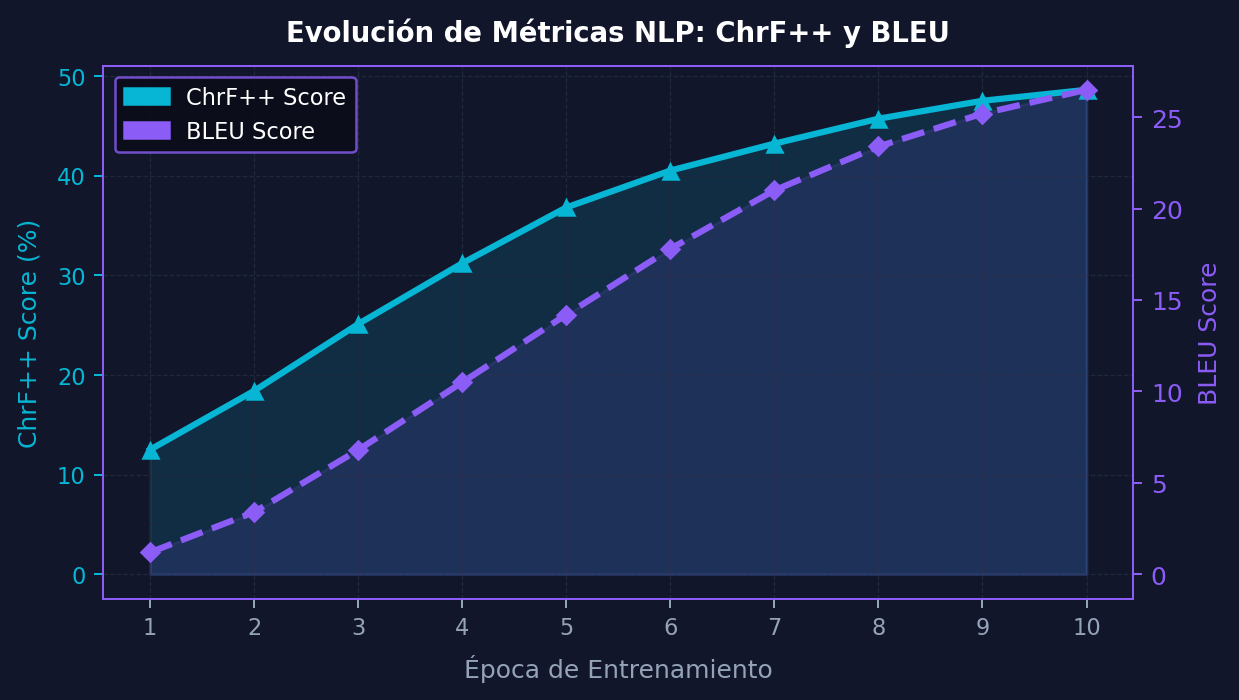 Evolución de Métricas NLP: ChrF++ y BLEU
ChrF++ Score
BLEU Score
ChrF++ Score (%)
50
40
30
20
10
0
25
20
15
10
5
0
BLEU Score
1 2 3 4 5 6 7 8 9 10
Época de Entrenamiento